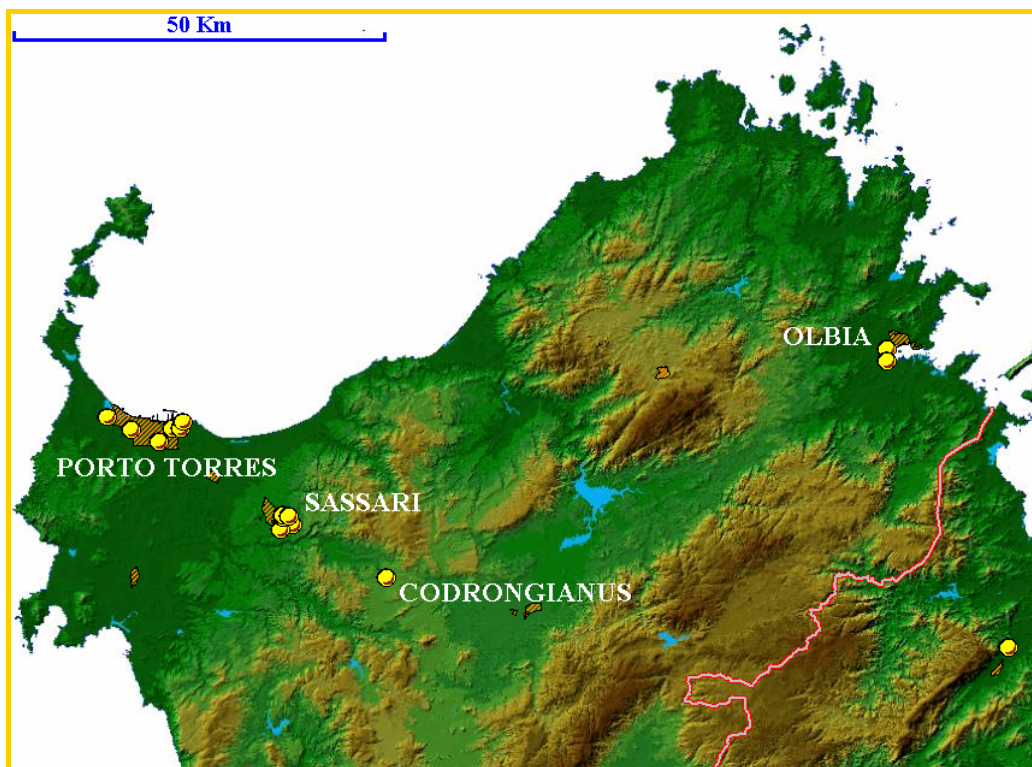 50 Km
OLBIA
PORTO TORRES
SASSARI
CODRONGIANUS